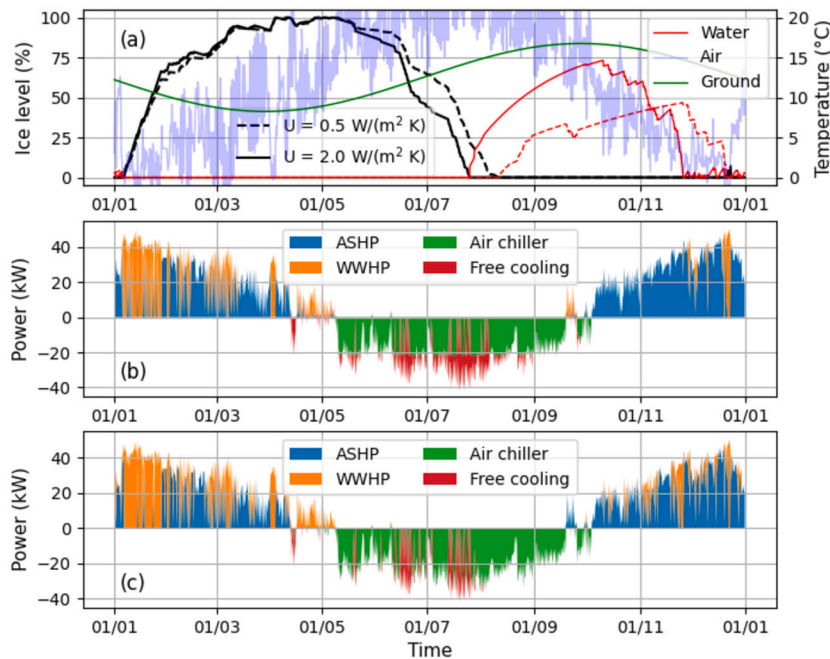 (a)
Water
Air
Ground
U = 0.5 W/(m² K)
U = 2.0 W/(m² K)
Ice level (%)
100
75
50
25
0
Temperature (°C)
20
15
10
5
0
01/01 01/03 01/05 01/07 01/09 01/11 01/01
ASHP Air chiller
WWHP Free cooling
Power (kW)
40
20
0
−20
−40
(b)
01/01 01/03 01/05 01/07 01/09 01/11 01/01
ASHP Air chiller
WWHP Free cooling
Power (kW)
40
20
0
−20
−40
(c)
01/01 01/03 01/05 01/07 01/09 01/11 01/01
Time